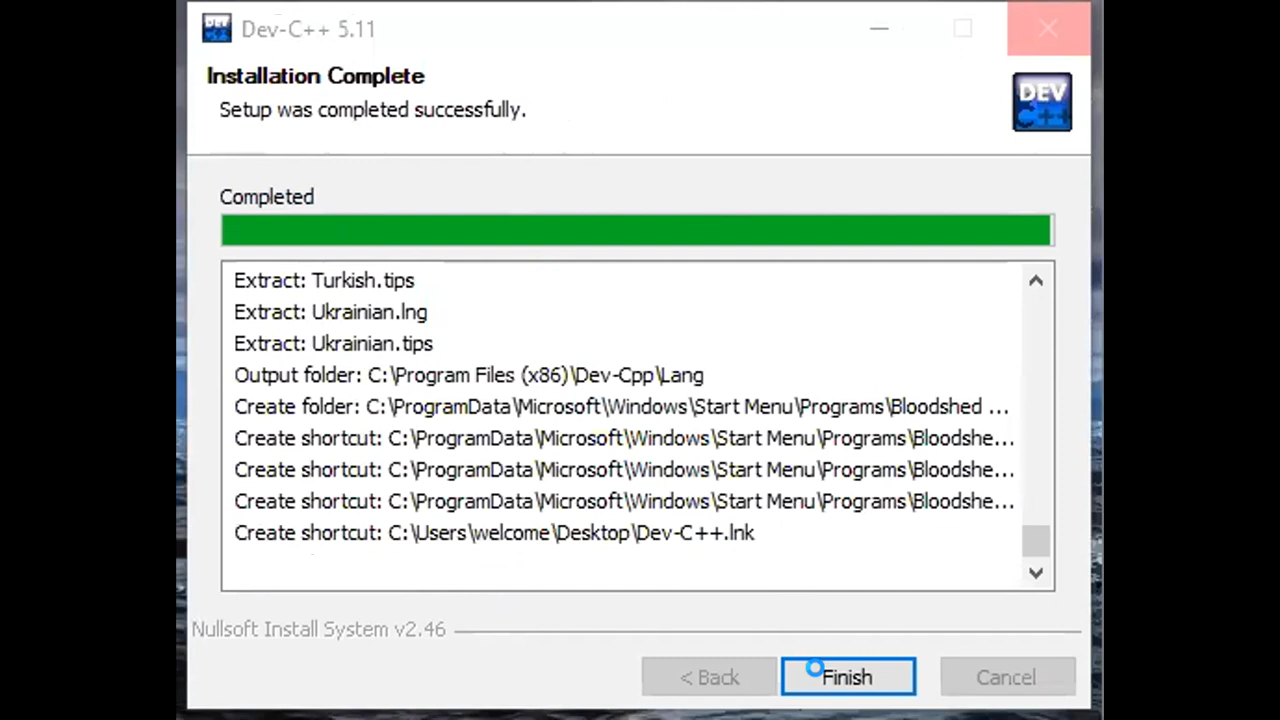 Dev-C++ 5.11
Installation Complete
Setup was completed successfully.
DEV
C++
Completed
Extract: Turkish.tips
Extract: Ukrainian.lng
Extract: Ukrainian.tips
Output folder: C:\Program Files (x86)\Dev-Cpp\Lang
Create folder: C:\ProgramData\Microsoft\Windows\Start Menu\Programs\Bloodshed ...
Create shortcut: C:\ProgramData\Microsoft\Windows\Start Menu\Programs\Bloodshe...
Create shortcut: C:\ProgramData\Microsoft\Windows\Start Menu\Programs\Bloodshe...
Create shortcut: C:\ProgramData\Microsoft\Windows\Start Menu\Programs\Bloodshe...
Create shortcut: C:\Users\welcome\Desktop\Dev-C++.lnk
Nullsoft Install System v2.46
< Back Finish Cancel